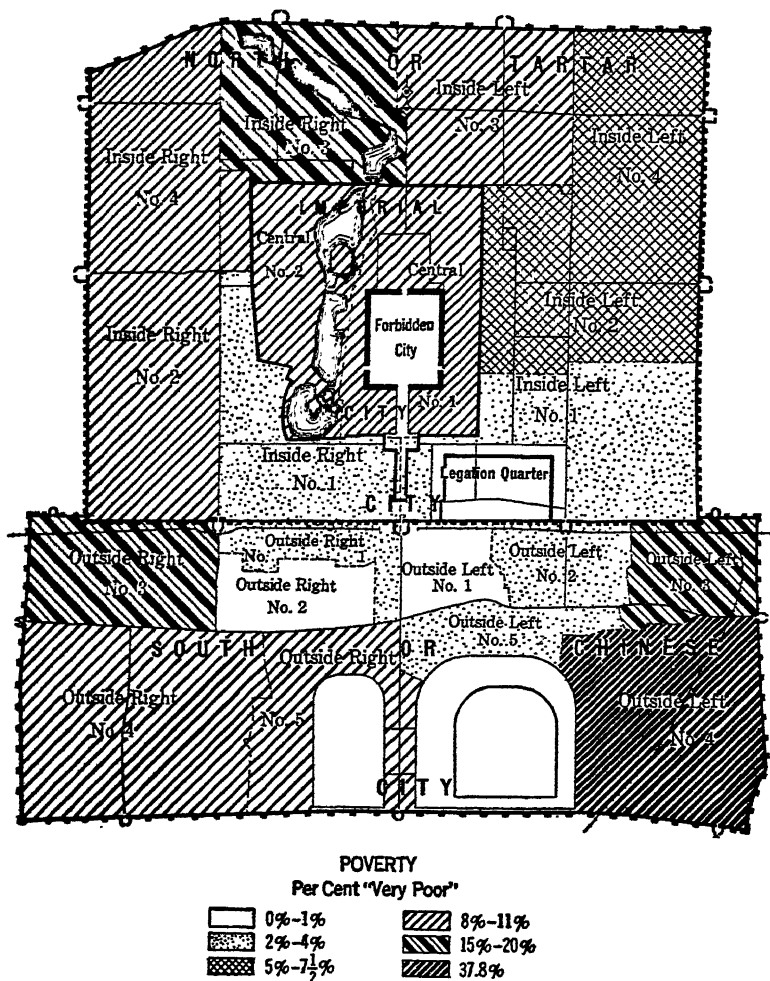 NORTH OR TARTAR
Inside Left
No. 3
Inside Right
No. 3
Inside Left
No. 4
Inside Right
No. 4
IMPERIAL
Central
No. 2
Central
Inside Left
No. 2
Forbidden
City
Inside Right
No. 2
Inside Left
No. 1
CITY
No. 1
Inside Right
No. 1
Legation Quarter
CITY
Outside Right
No. 3
Outside Right
No. 1
Outside Left
No. 2
Outside Left
No. 3
Outside Right
No. 2
Outside Left
No. 1
Outside Left
No. 5
SOUTH OR CHINESE
Outside Right
No. 5
Outside Right
No. 4
Outside Left
No. 4
CITY
POVERTY
Per Cent "Very Poor"
0%-1%
2%-4%
5%-7½%
8%-11%
15%-20%
37.8%